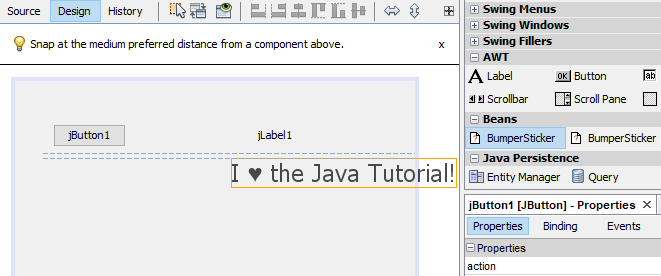 Source Design History
Snap at the medium preferred distance from a component above. x
jButton1 jLabel1
I ♥ the Java Tutorial!
Swing Menus
Swing Windows
Swing Fillers
AWT
A Label OK Button ab
Scrollbar Scroll Pane
Beans
BumperSticker BumperSticker
Java Persistence
Entity Manager Query
jButton1 [JButton] - Properties x
Properties Binding Events
Properties
action